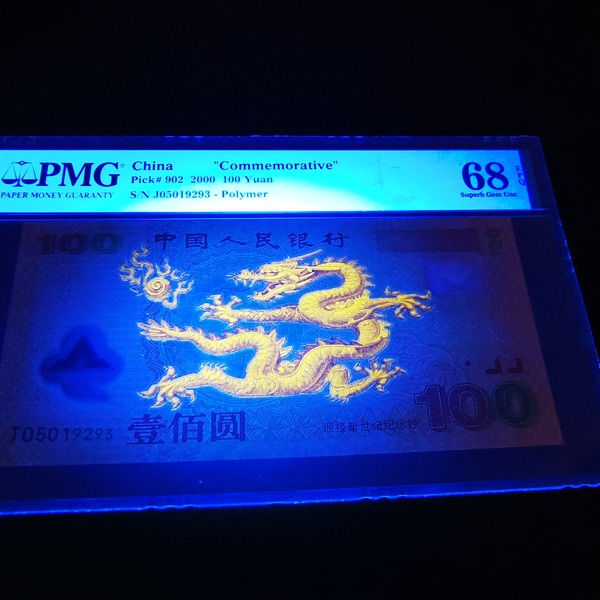 PMG
PAPER MONEY GUARANTY
China "Commemorative"
Pick# 902 2000 100 Yuan
S/N J05019293 - Polymer
68 EPQ
Superb Gem Unc
100 中国人民银行
J05019293 壹佰圆
迎接新世纪纪念钞
100